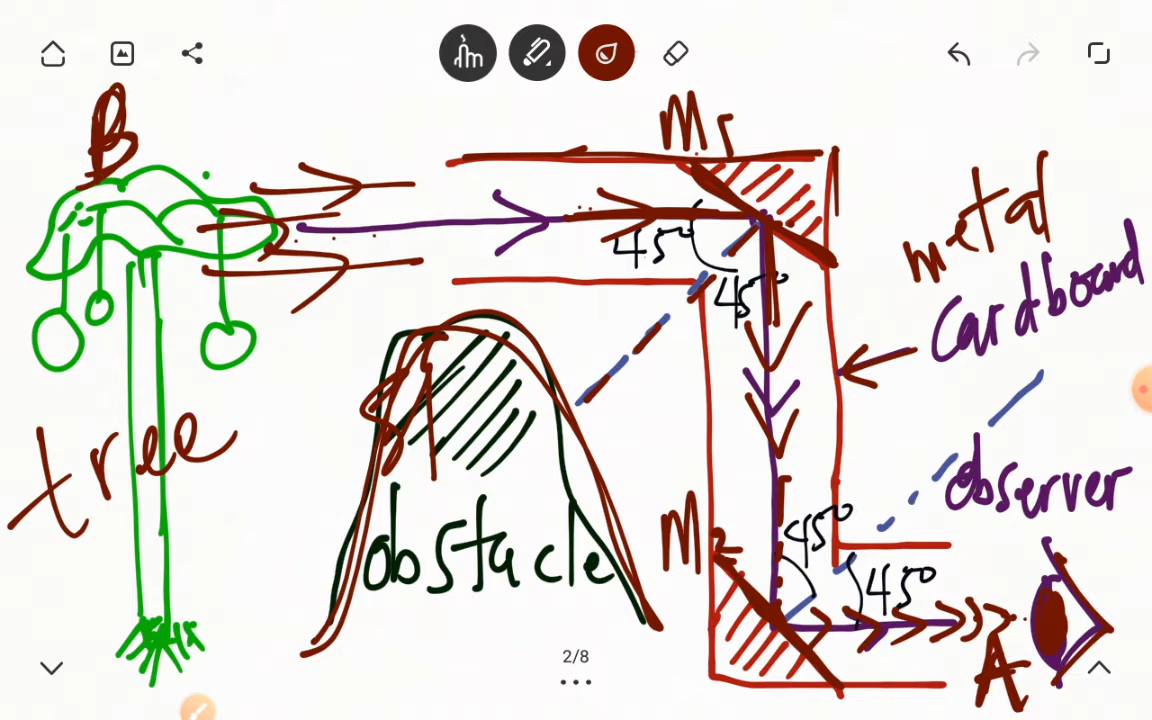 B
M1
45°
45°
metal
Cardboard
tree
obstacle
M2
45°
45°
observer
A
2/8